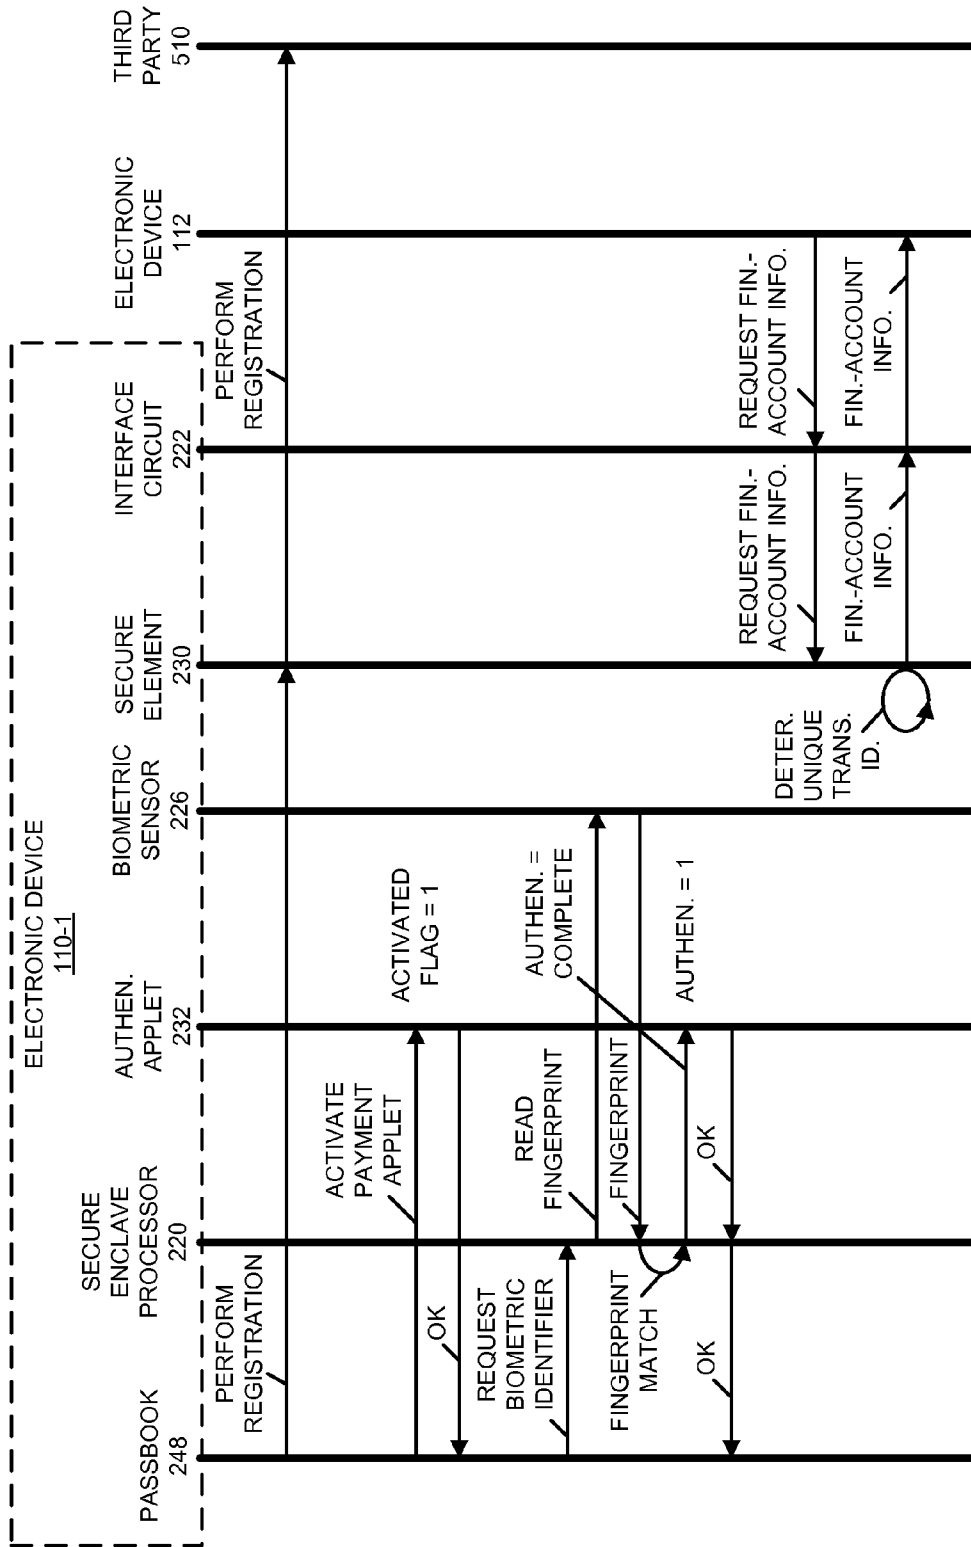 ELECTRONIC DEVICE
110-1
PASSBOOK
248
SECURE
ENCLAVE
PROCESSOR
220
AUTHEN.
APPLET
232
BIOMETRIC
SENSOR
226
SECURE
ELEMENT
230
INTERFACE
CIRCUIT
222
ELECTRONIC
DEVICE
112
THIRD
PARTY
510
PERFORM
REGISTRATION
PERFORM
REGISTRATION
ACTIVATE
PAYMENT
APPLET
ACTIVATED
FLAG = 1
OK
REQUEST
BIOMETRIC
IDENTIFIER
READ
FINGERPRINT
FINGERPRINT
FINGERPRINT
MATCH
AUTHEN. =
COMPLETE
AUTHEN. = 1
OK
OK
REQUEST FIN.-
ACCOUNT INFO.
REQUEST FIN.-
ACCOUNT INFO.
DETER.
UNIQUE
TRANS.
ID.
FIN.-ACCOUNT
INFO.
FIN.-ACCOUNT
INFO.